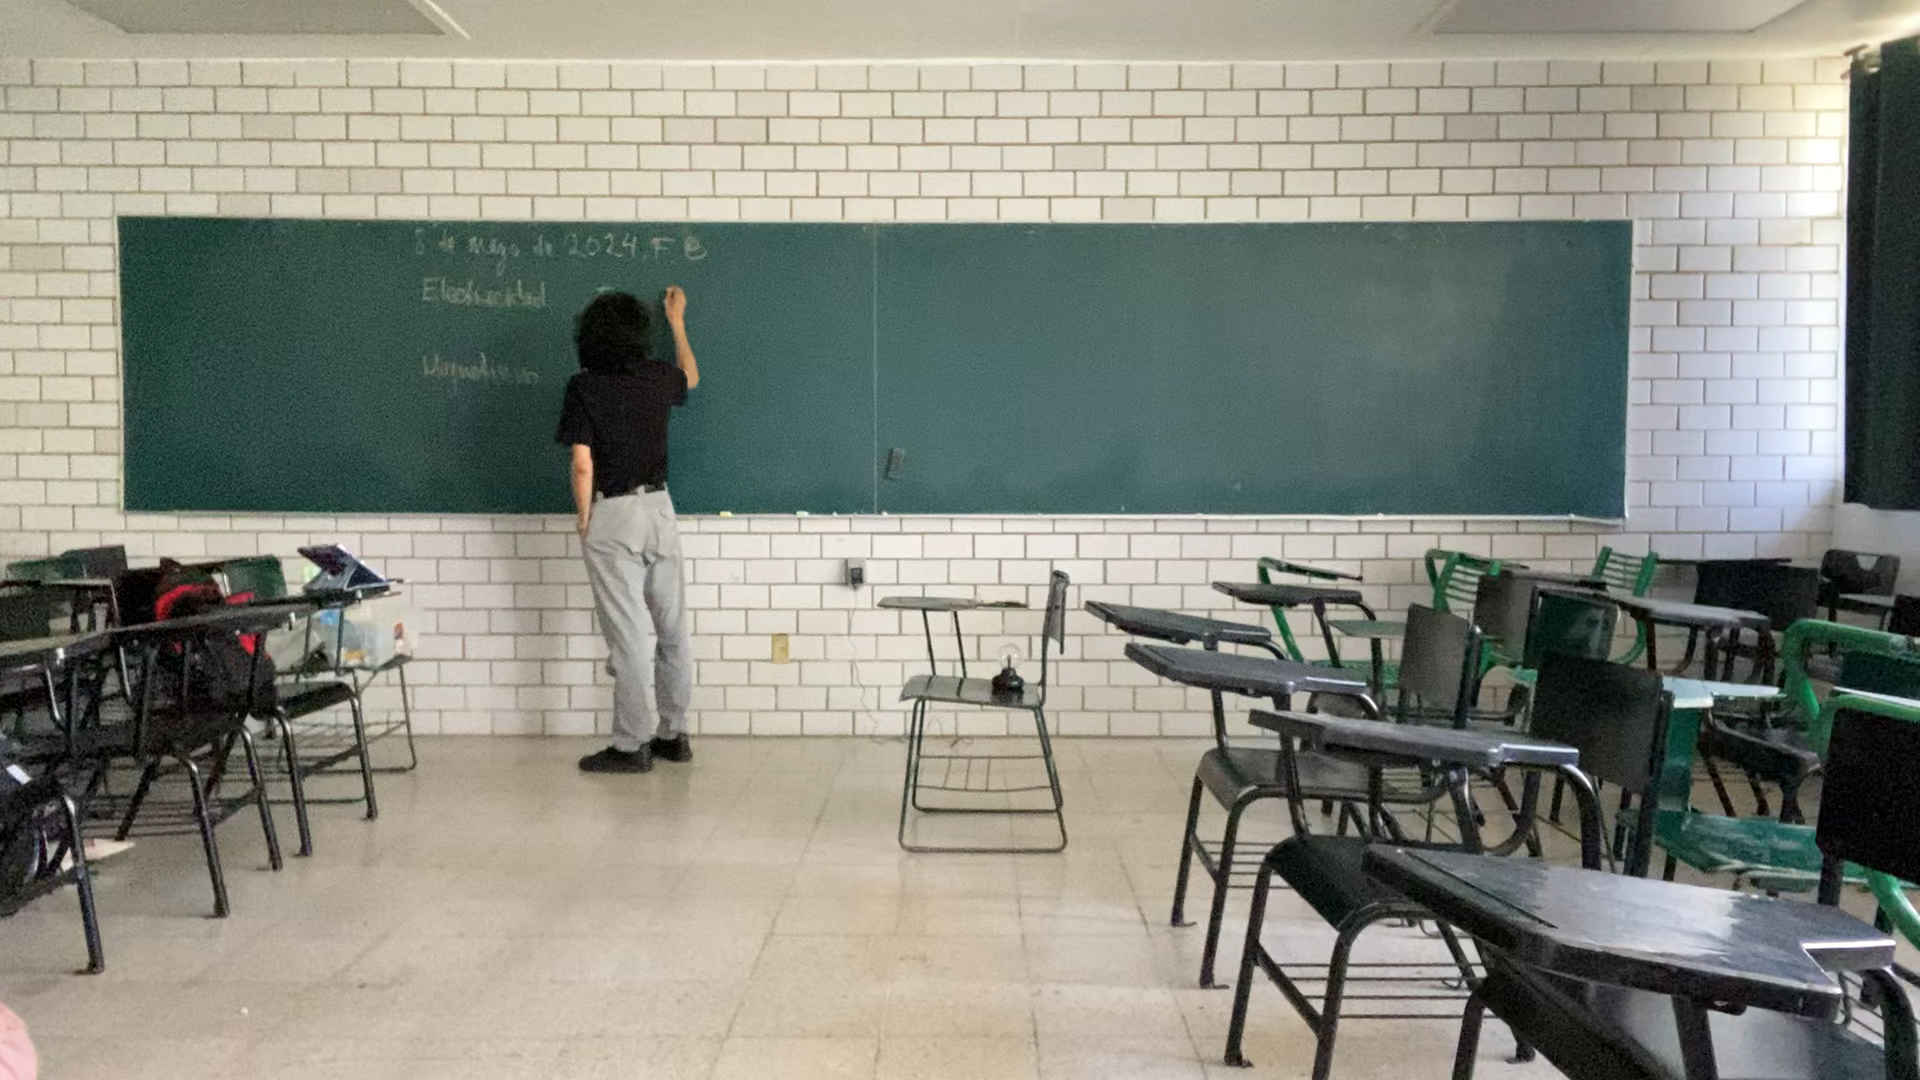 8 de mayo de 2024, F
Electricidad
Magnetismo